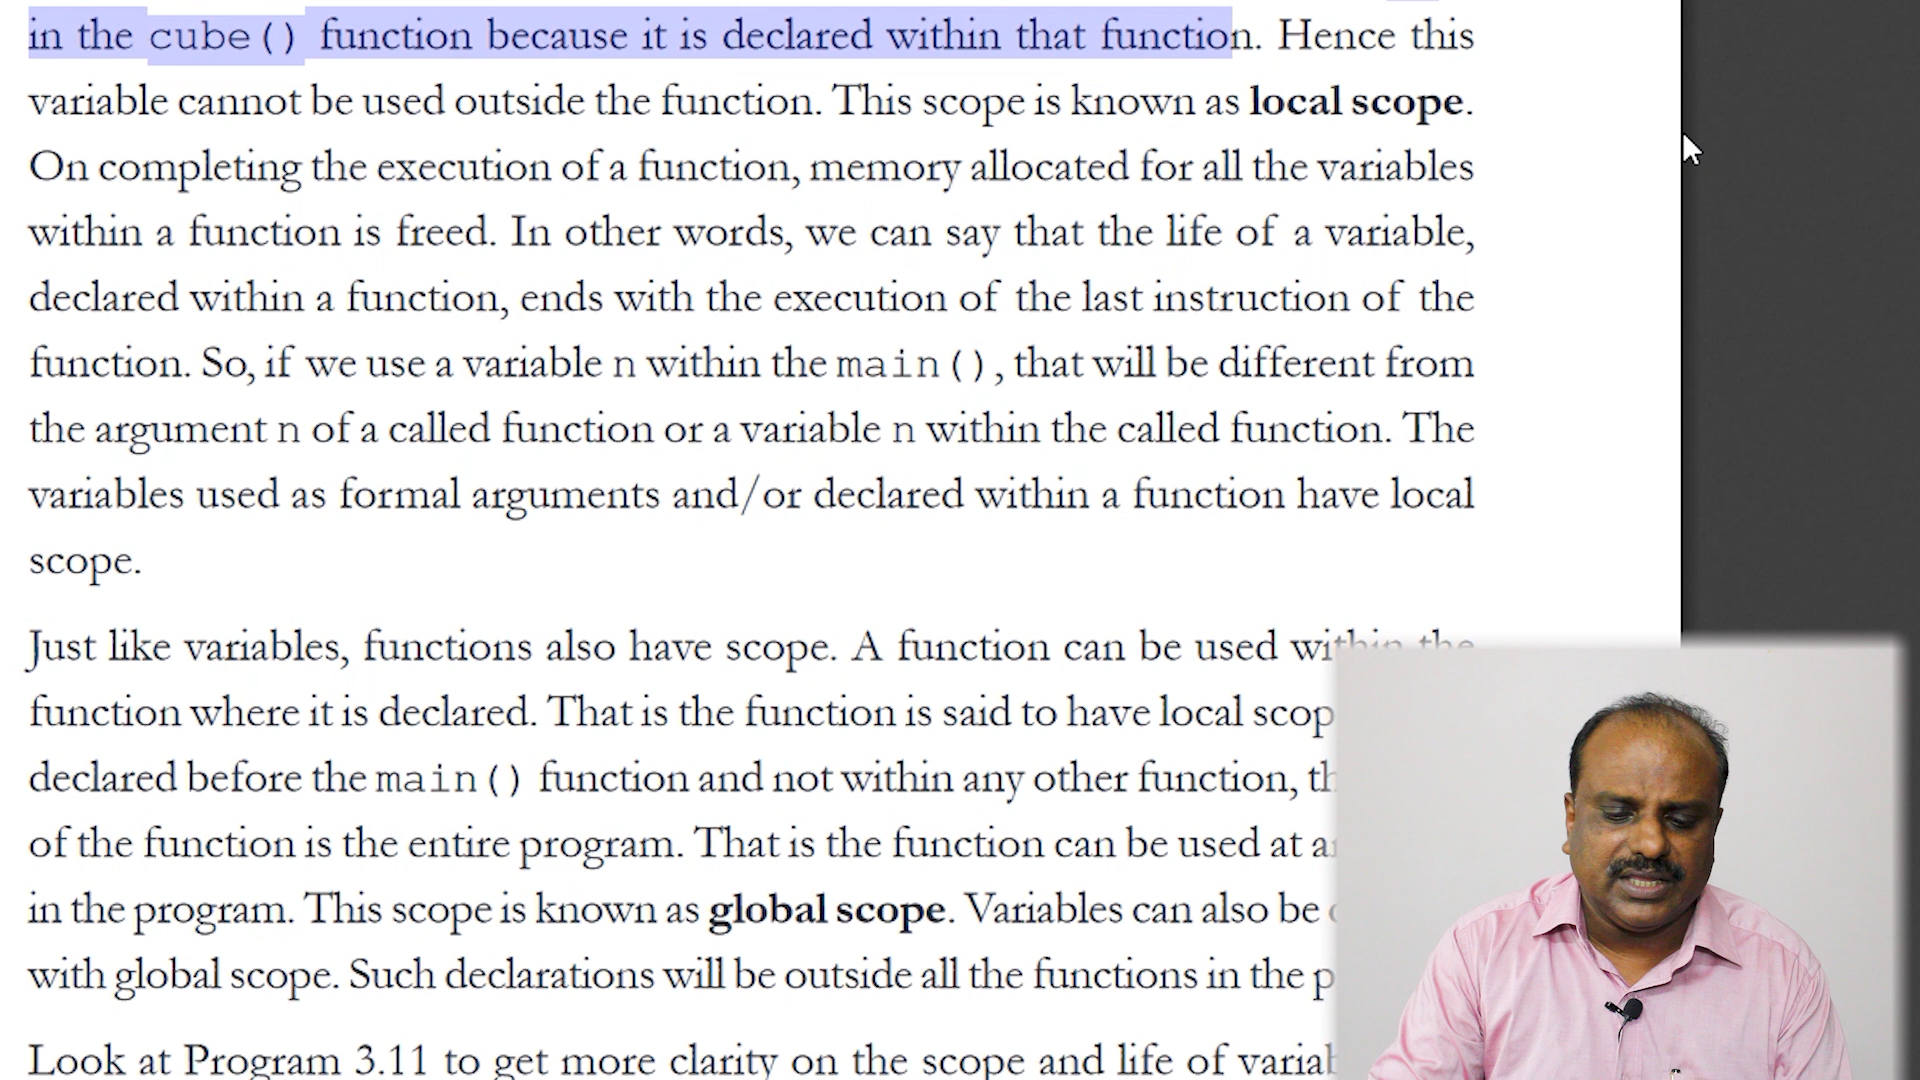 in the cube() function because it is declared within that function. Hence this
variable cannot be used outside the function. This scope is known as local scope.
On completing the execution of a function, memory allocated for all the variables
within a function is freed. In other words, we can say that the life of a variable,
declared within a function, ends with the execution of the last instruction of the
function. So, if we use a variable n within the main(), that will be different from
the argument n of a called function or a variable n within the called function. The
variables used as formal arguments and/or declared within a function have local
scope.
Just like variables, functions also have scope. A function can be used within the
function where it is declared. That is the function is said to have local scop
declared before the main() function and not within any other function, th
of the function is the entire program. That is the function can be used at a
in the program. This scope is known as global scope. Variables can also be
with global scope. Such declarations will be outside all the functions in the p
Look at Program 3.11 to get more clarity on the scope and life of variab